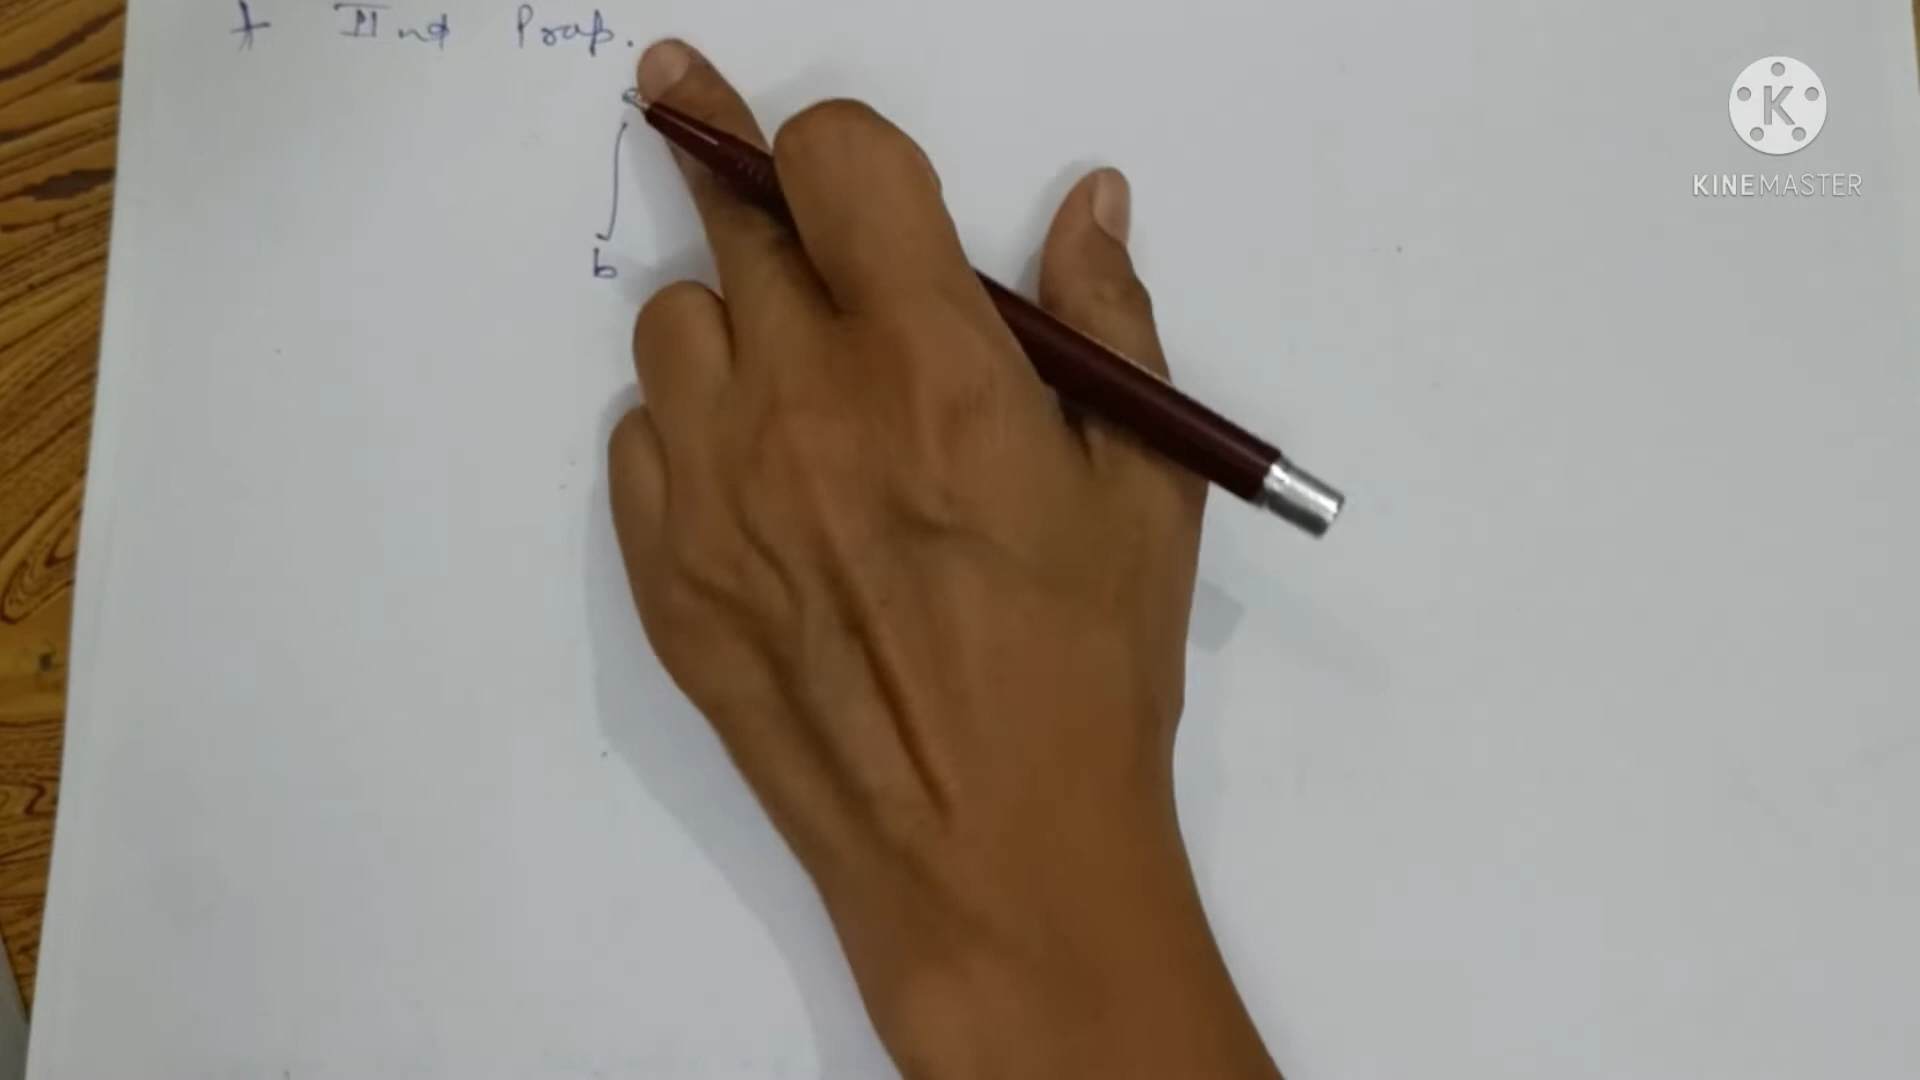 * IInd Prop.
∫
b
K
KINEMASTER